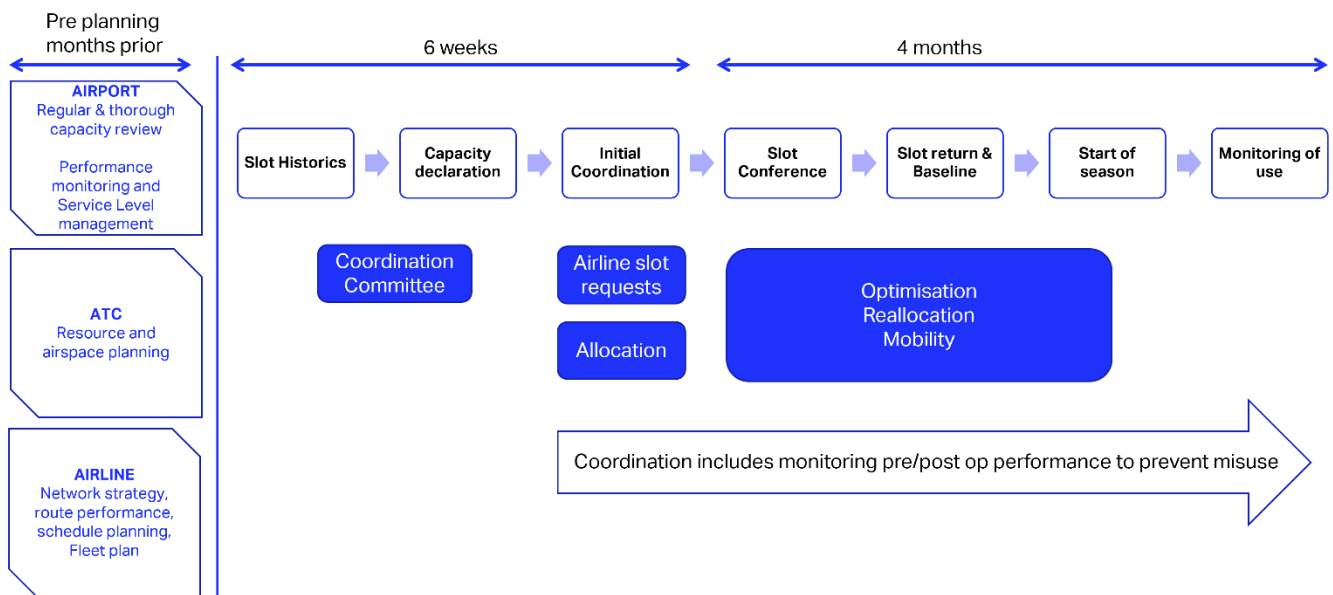 Pre planning
months prior
6 weeks
4 months
AIRPORT
Regular & thorough
capacity review
Performance
monitoring and
Service Level
management
ATC
Resource and
airspace planning
AIRLINE
Network strategy,
route performance,
schedule planning,
Fleet plan
Slot Historics
Capacity
declaration
Initial
Coordination
Slot
Conference
Slot return &
Baseline
Start of
season
Monitoring of
use
Coordination
Committee
Airline slot
requests
Allocation
Optimisation
Reallocation
Mobility
Coordination includes monitoring pre/post op performance to prevent misuse